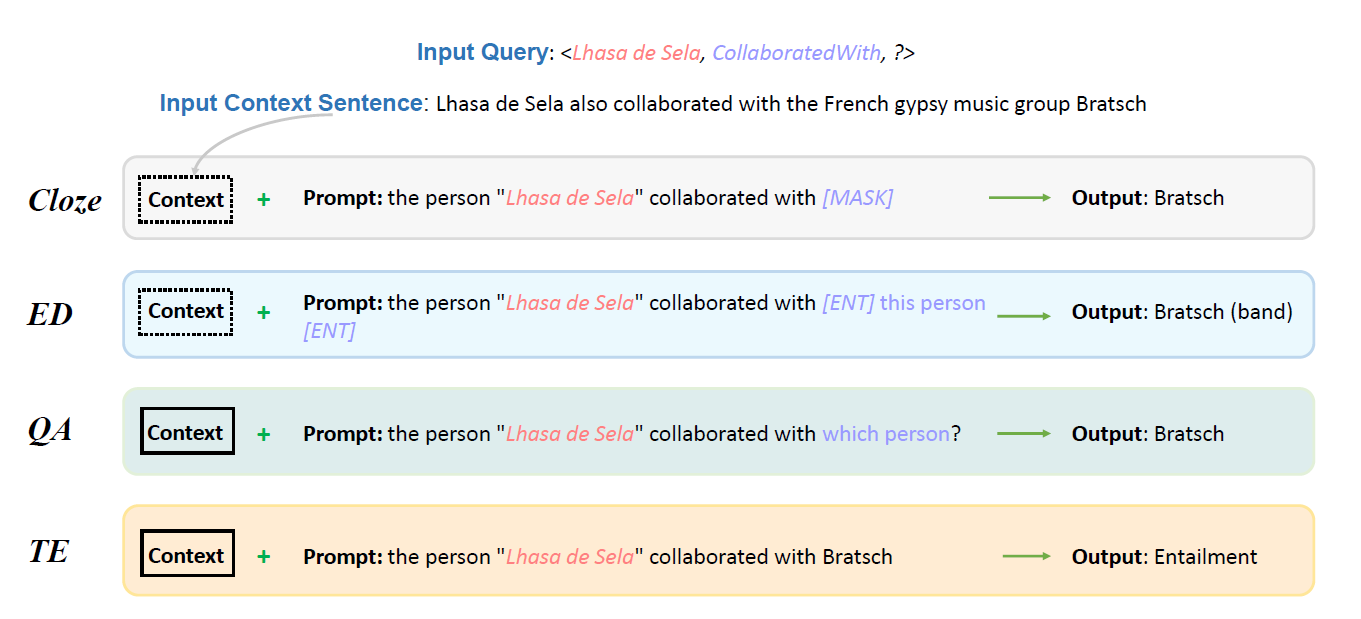 Input Query: <Lhasa de Sela, CollaboratedWith, ?>
Input Context Sentence: Lhasa de Sela also collaborated with the French gypsy music group Bratsch
Cloze Context + Prompt: the person "Lhasa de Sela" collaborated with [MASK] Output: Bratsch
ED Context + Prompt: the person "Lhasa de Sela" collaborated with [ENT] this person
[ENT]
Output: Bratsch (band)
QA Context + Prompt: the person "Lhasa de Sela" collaborated with which person? Output: Bratsch
TE Context + Prompt: the person "Lhasa de Sela" collaborated with Bratsch Output: Entailment